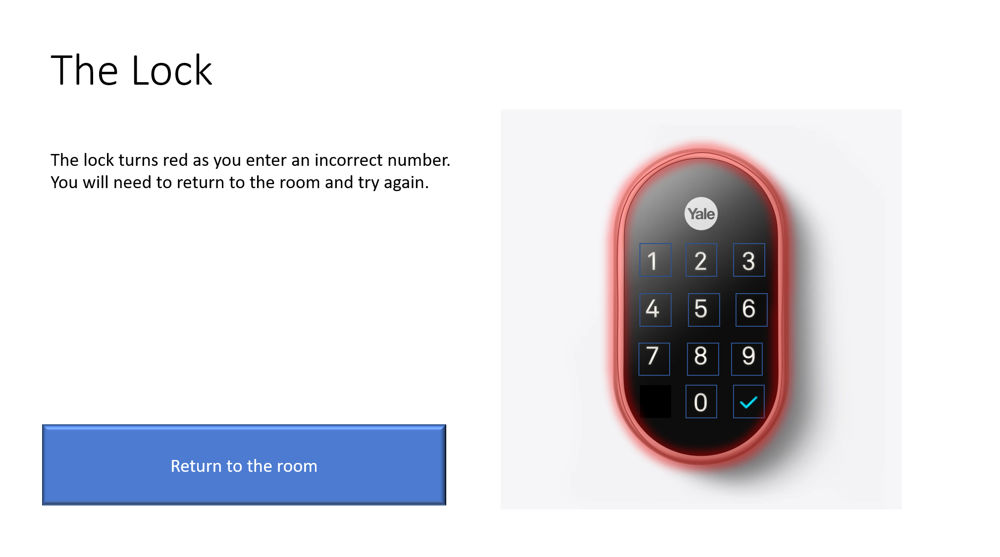 The Lock
The lock turns red as you enter an incorrect number.
You will need to return to the room and try again.
Return to the room
Yale
1 2 3
4 5 6
7 8 9
0